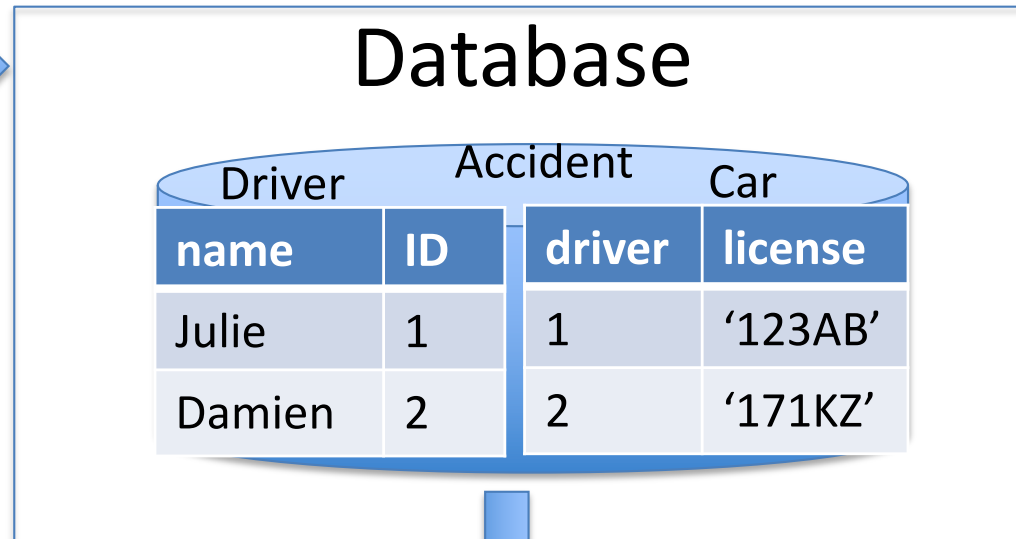 Database
Driver Accident Car
name ID driver license
Julie 1 1 ‘123AB’
Damien 2 2 ‘171KZ’